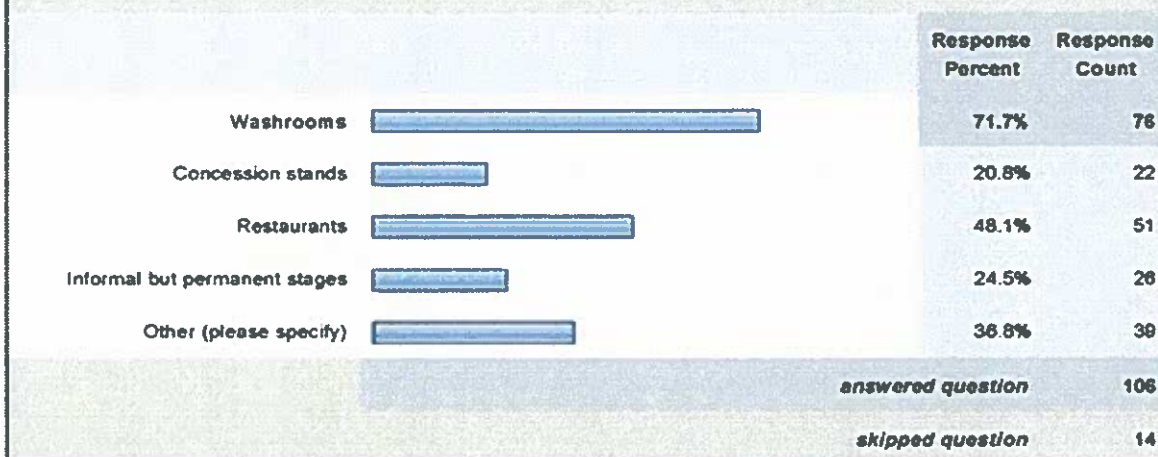 Response Response
Percent Count
Washrooms 71.7% 76
Concession stands 20.8% 22
Restaurants 48.1% 51
Informal but permanent stages 24.5% 26
Other (please specify) 36.8% 39
answered question 106
skipped question 14